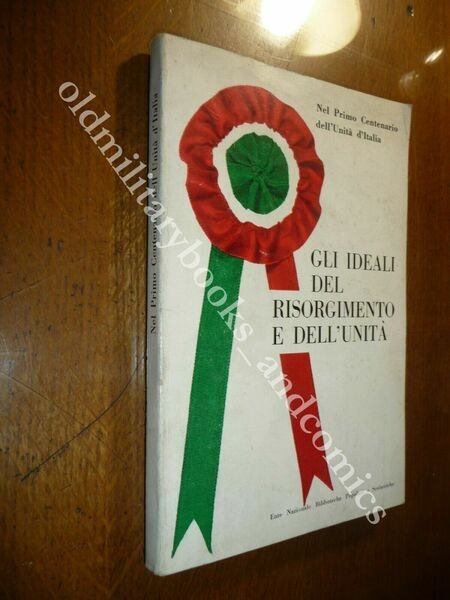 Nel Primo Centenario
dell'Unità d'Italia
GLI IDEALI
DEL
RISORGIMENTO
E DELL'UNITÀ
Ente Nazionale Biblioteche Scolastiche
Nel Primo Centenario dell'Unità d'Italia
oldmilitarybooks_andcomics